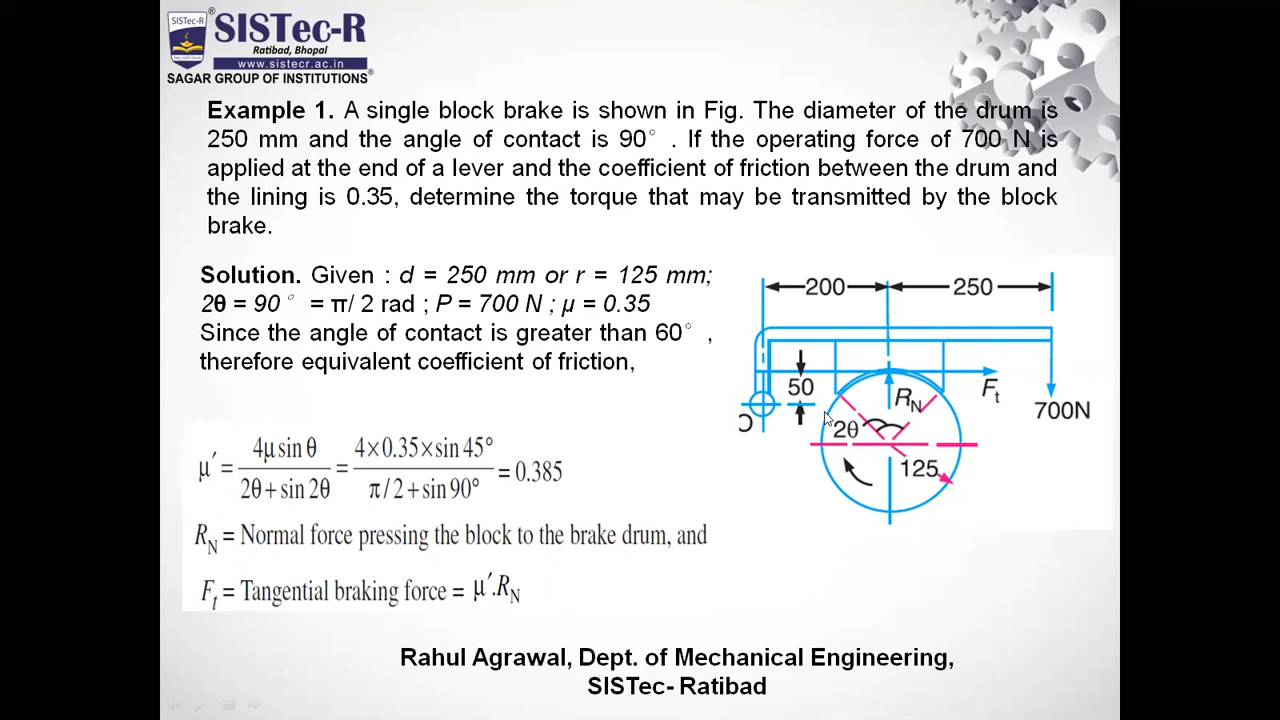 SISTec-R
®
SISTec-R
Ratibad, Bhopal
www.sistecr.ac.in
SAGAR GROUP OF INSTITUTIONS®
Example 1. A single block brake is shown in Fig. The diameter of the drum is
250 mm and the angle of contact is 90° . If the operating force of 700 N is
applied at the end of a lever and the coefficient of friction between the drum and
the lining is 0.35, determine the torque that may be transmitted by the block
brake.
Solution. Given : d = 250 mm or r = 125 mm;
2θ = 90 ° = π/ 2 rad ; P = 700 N ; μ = 0.35
Since the angle of contact is greater than 60° ,
therefore equivalent coefficient of friction,
μ′ = 4μ sin θ / 2θ + sin 2θ = 4×0.35×sin 45° / π/2 + sin 90° = 0.385
R_N = Normal force pressing the block to the brake drum, and
F_t = Tangential braking force = μ′.R_N
200
250
50
R_N
F_t
700N
O
2θ
125
Rahul Agrawal, Dept. of Mechanical Engineering,
SISTec- Ratibad